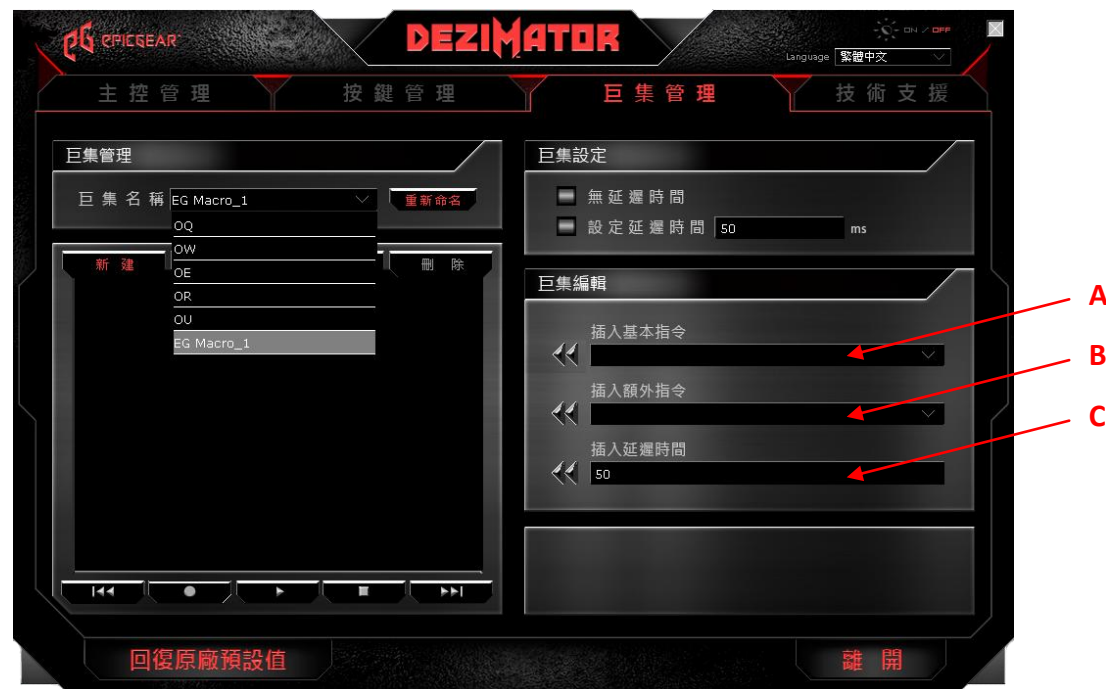 EPICGEAR
DEZIMATOR
ON / OFF
Language 繁體中文
主控管理
按鍵管理
巨集管理
技術支援
巨集管理
巨集名稱 EG Macro_1 重新命名
OQ
OW
OE
OR
OU
EG Macro_1
新建
刪除
巨集設定
無延遲時間
設定延遲時間 50 ms
巨集編輯
插入基本指令
A
插入額外指令
B
插入延遲時間
50
C
回復原廠預設值
離開